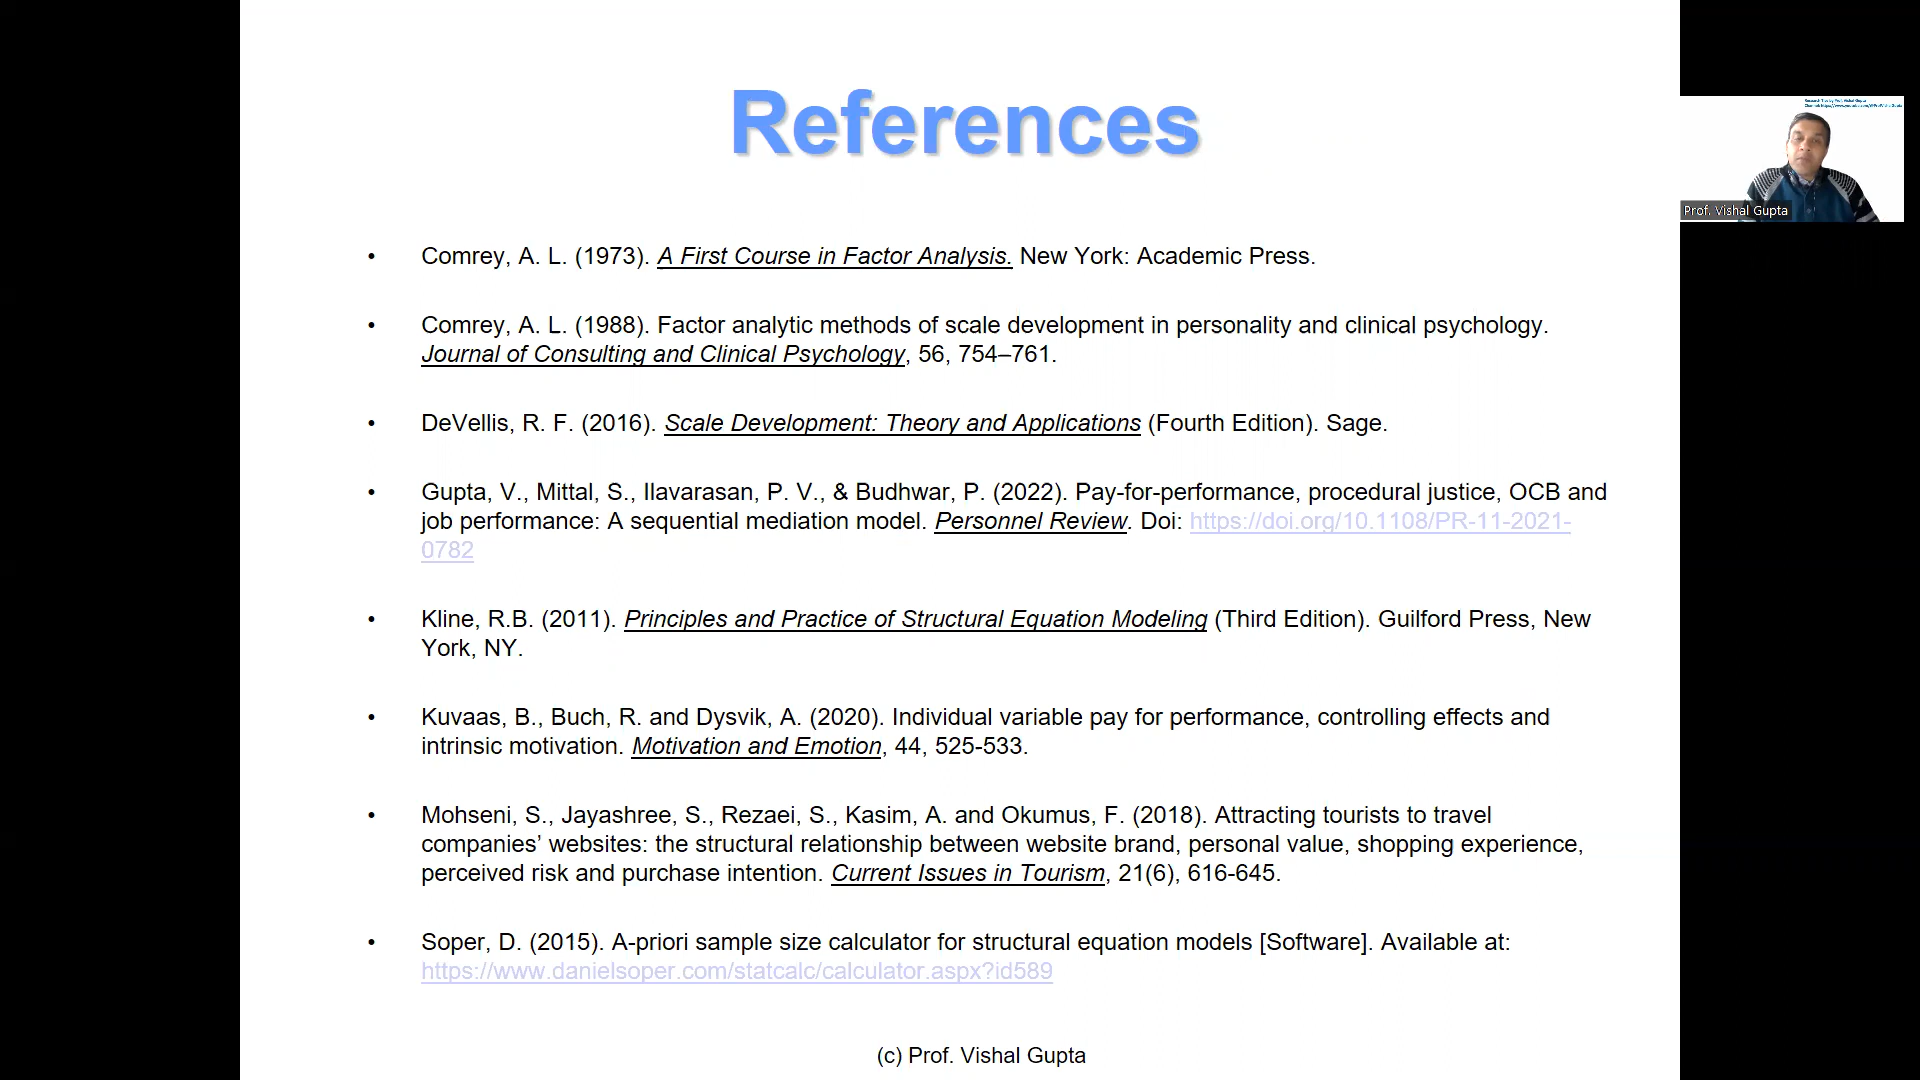 References
Research Tips by Prof. Vishal Gupta
Prof. Vishal Gupta
• Comrey, A. L. (1973). A First Course in Factor Analysis. New York: Academic Press.
• Comrey, A. L. (1988). Factor analytic methods of scale development in personality and clinical psychology.
Journal of Consulting and Clinical Psychology, 56, 754–761.
• DeVellis, R. F. (2016). Scale Development: Theory and Applications (Fourth Edition). Sage.
• Gupta, V., Mittal, S., Ilavarasan, P. V., & Budhwar, P. (2022). Pay-for-performance, procedural justice, OCB and
job performance: A sequential mediation model. Personnel Review. Doi: https://doi.org/10.1108/PR-11-2021-
0782
• Kline, R.B. (2011). Principles and Practice of Structural Equation Modeling (Third Edition). Guilford Press, New
York, NY.
• Kuvaas, B., Buch, R. and Dysvik, A. (2020). Individual variable pay for performance, controlling effects and
intrinsic motivation. Motivation and Emotion, 44, 525-533.
• Mohseni, S., Jayashree, S., Rezaei, S., Kasim, A. and Okumus, F. (2018). Attracting tourists to travel
companies’ websites: the structural relationship between website brand, personal value, shopping experience,
perceived risk and purchase intention. Current Issues in Tourism, 21(6), 616-645.
• Soper, D. (2015). A-priori sample size calculator for structural equation models [Software]. Available at:
https://www.danielsoper.com/statcalc/calculator.aspx?id589
(c) Prof. Vishal Gupta